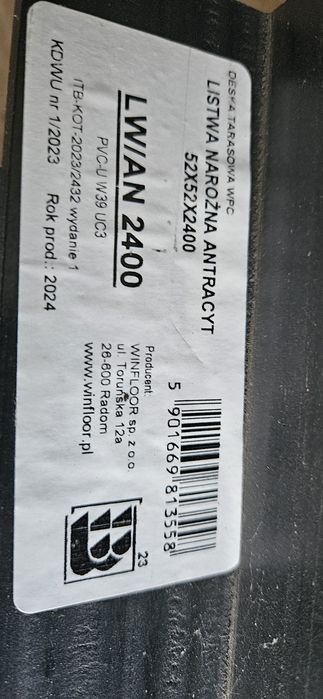 DESKA TARASOWA WPC
LISTWA NAROŻNA ANTRACYT
52X52X2400
LW/AN 2400
PVC-U W39 UC3
ITB-KOT-2023/2432 wydanie 1
KDWU nr 1/2023 Rok prod.: 2024
5 901669 813558
Producent:
WINFLOOR sp. z o.o.
ul. Toruńska 12a
26-600 Radom
www.winfloor.pl
23